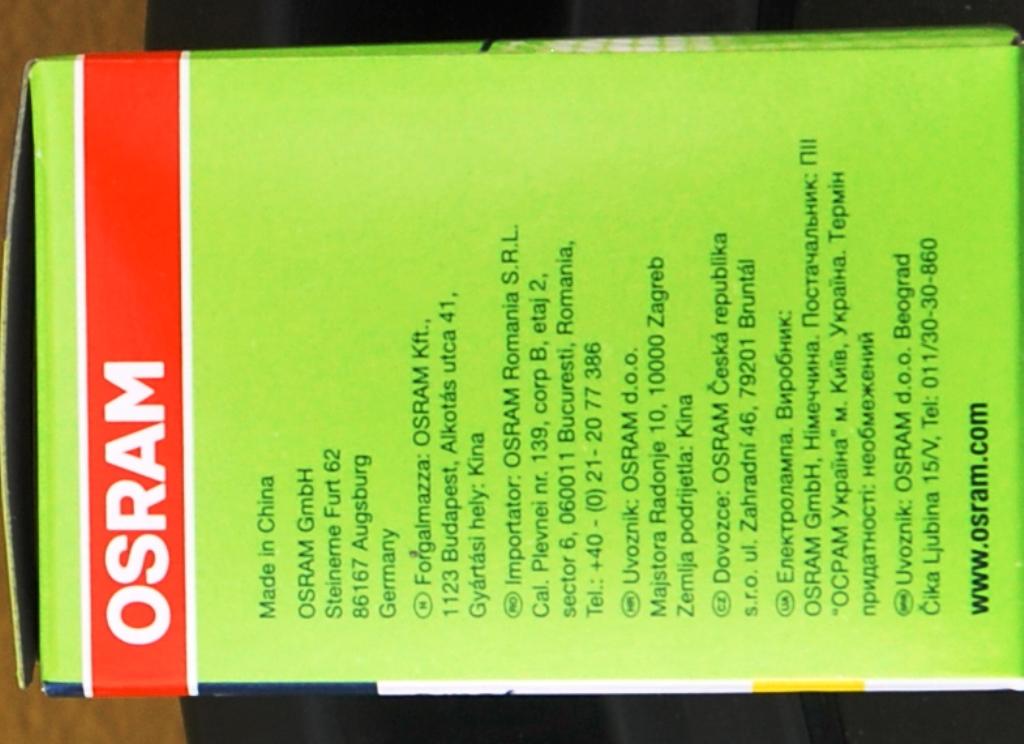 OSRAM
Made in China
OSRAM GmbH
Steinerne Furt 62
86167 Augsburg
Germany
H Forgalmazza: OSRAM Kft.,
1123 Budapest, Alkotás utca 41,
Gyártási hely: Kína
RO Importator: OSRAM Romania S.R.L.
Cal. Plevnei nr. 139, corp B, etaj 2,
sector 6, 060011 Bucuresti, Romania,
Tel.: +40 - (0) 21- 20 77 386
HR Uvoznik: OSRAM d.o.o.
Majstora Radonje 10, 10000 Zagreb
Zemlja podrijetla: Kina
CZ Dovozce: OSRAM Česká republika
s.r.o. ul. Zahradní 46, 79201 Bruntál
UA Електролампа. Виробник:
OSRAM GmbH, Німеччина. Постачальник: ПІІ
"ОСРАМ Україна" м. Київ, Україна. Термін
придатності: необмежений
Uvoznik: OSRAM d.o.o. Beograd
Čika Ljubina 15/V, Tel: 011/30-30-860
www.osram.com